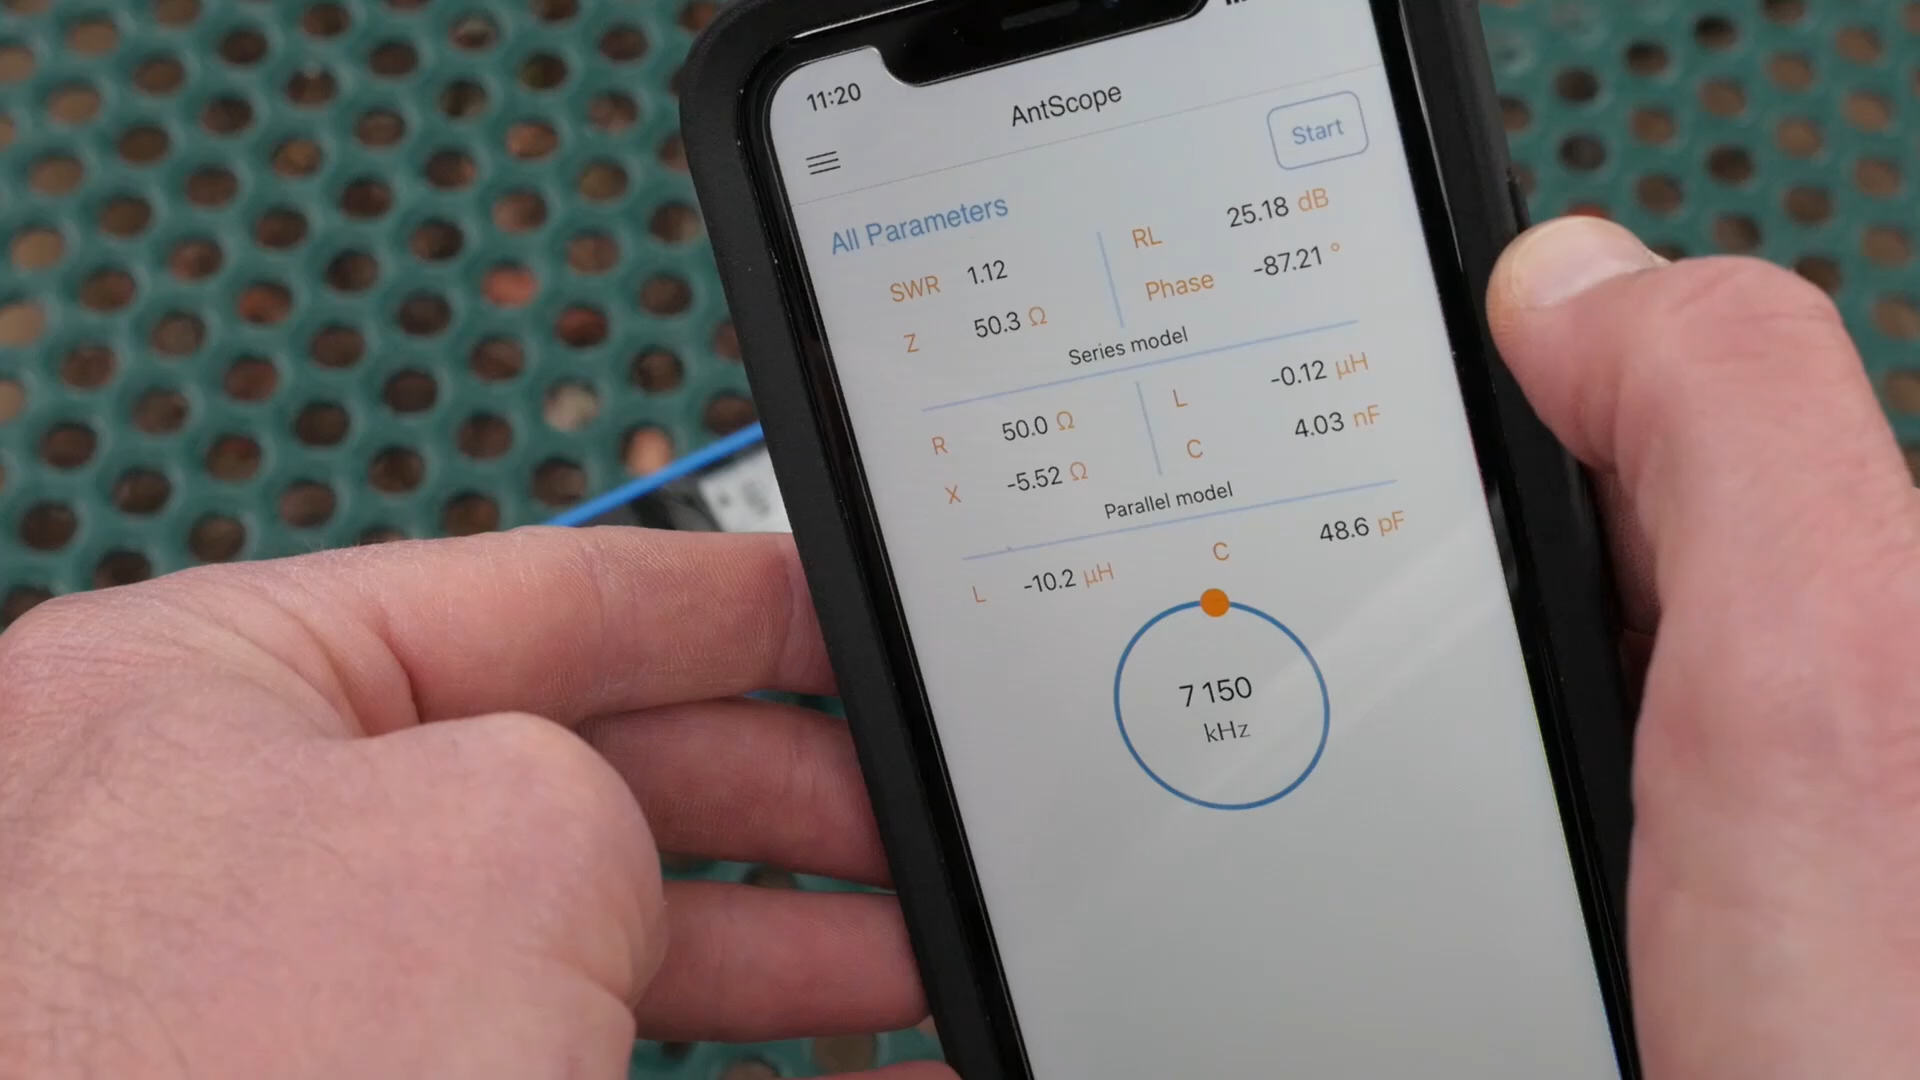 11:20
AntScope
Start
All Parameters
SWR 1.12
RL 25.18 dB
Z 50.3 Ω
Phase -87.21 °
Series model
R 50.0 Ω
L -0.12 µH
X -5.52 Ω
C 4.03 nF
Parallel model
L -10.2 µH
C 48.6 pF
7 150
kHz